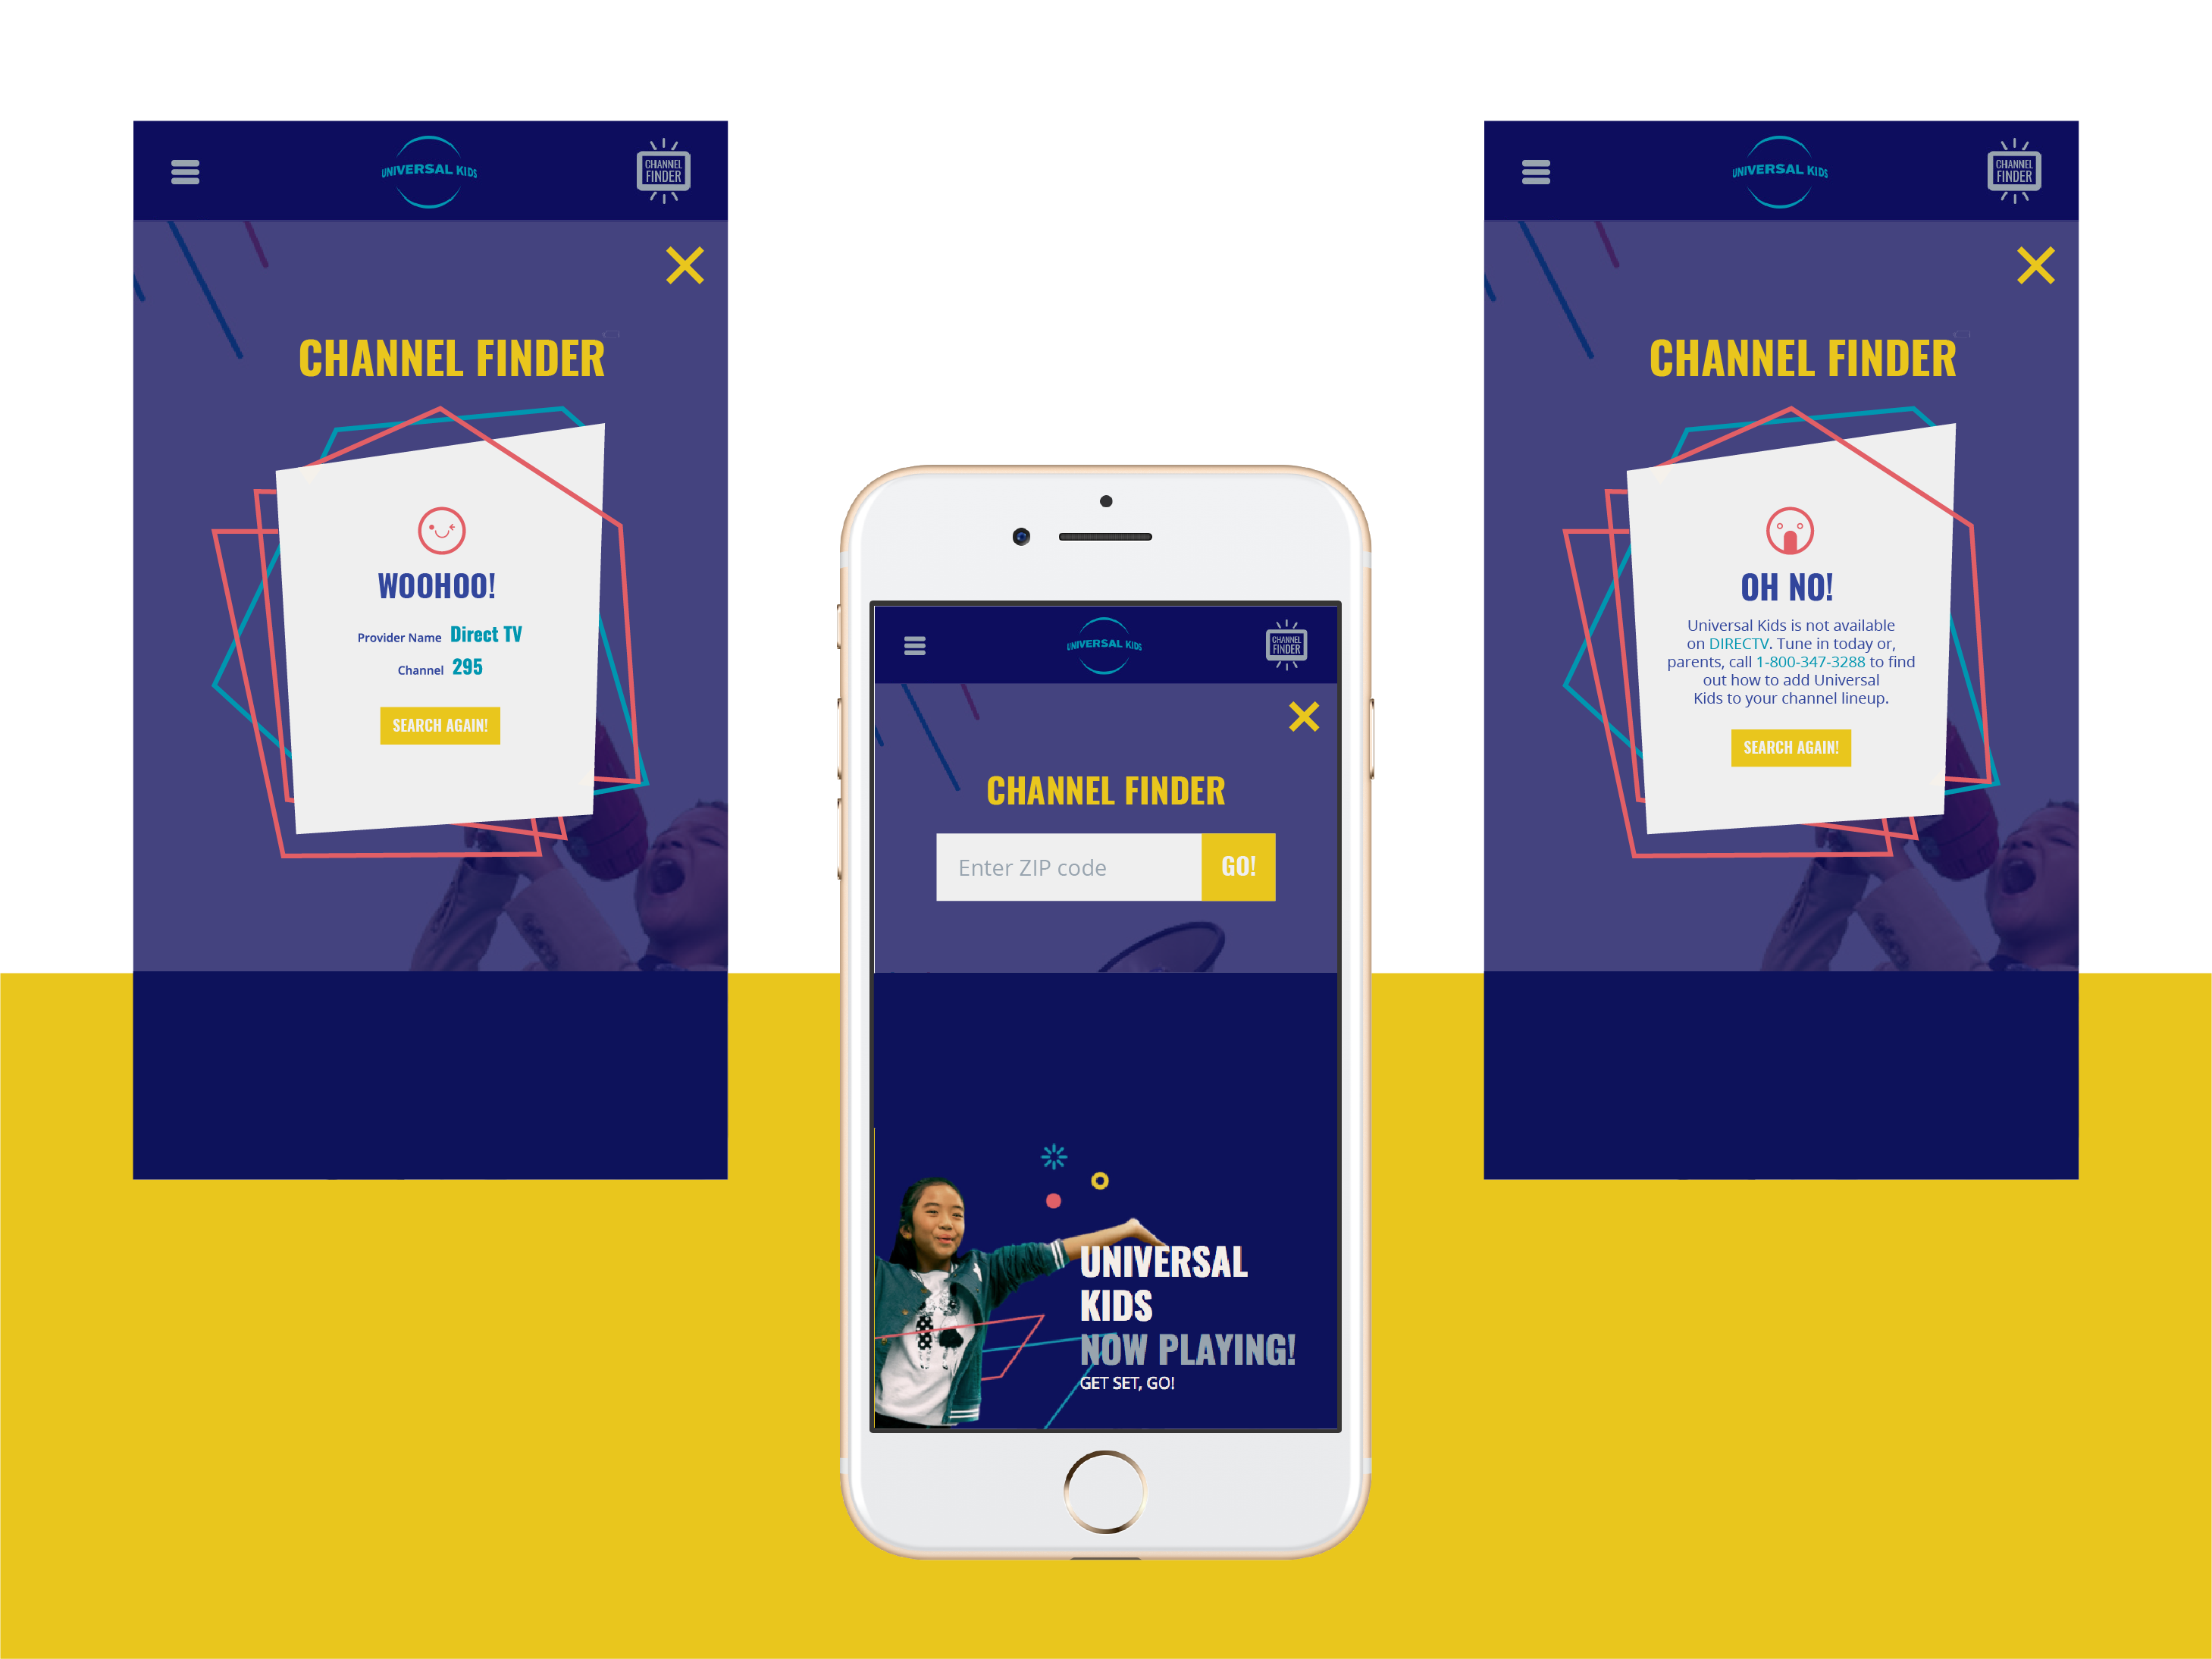 UNIVERSAL KIDS
CHANNEL
FINDER
CHANNEL FINDER
WOOHOO!
Provider Name Direct TV
Channel 295
SEARCH AGAIN!
UNIVERSAL KIDS
CHANNEL
FINDER
CHANNEL FINDER
Enter ZIP code GO!
UNIVERSAL
KIDS
NOW PLAYING!
GET SET, GO!
UNIVERSAL KIDS
CHANNEL
FINDER
CHANNEL FINDER
OH NO!
Universal Kids is not available
on DIRECTV. Tune in today or,
parents, call 1-800-347-3288 to find
out how to add Universal
Kids to your channel lineup.
SEARCH AGAIN!